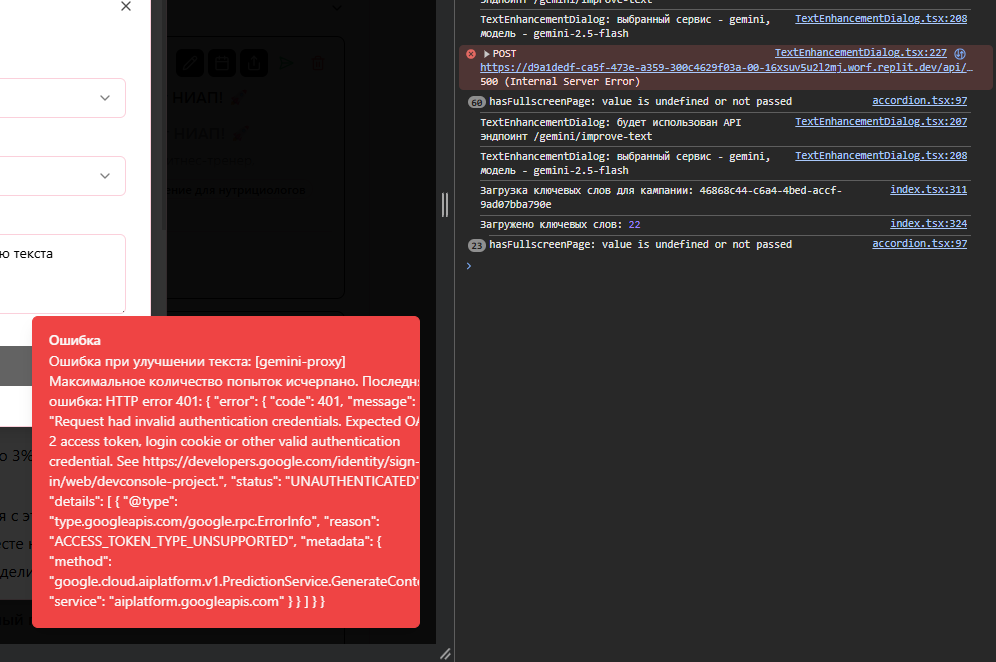 НИАП!
НИАП!
ние для нутрициологов
ю текста
Ошибка
Ошибка при улучшении текста: [gemini-proxy]
Максимальное количество попыток исчерпано. Последня
ошибка: HTTP error 401: { "error": { "code": 401, "message":
"Request had invalid authentication credentials. Expected OA
2 access token, login cookie or other valid authentication
credential. See https://developers.google.com/identity/sign-
in/web/devconsole-project.", "status": "UNAUTHENTICATED"
"details": [ { "@type":
"type.googleapis.com/google.rpc.ErrorInfo", "reason":
"ACCESS_TOKEN_TYPE_UNSUPPORTED", "metadata": {
"method":
"google.cloud.aiplatform.v1.PredictionService.GenerateConte
"service": "aiplatform.googleapis.com" } } ] } }
о 3%
я с э
сте н
дели
ный
эндпоинт /gemini/improve-text
TextEnhancementDialog: выбранный сервис - gemini, TextEnhancementDialog.tsx:208
модель - gemini-2.5-flash
POST TextEnhancementDialog.tsx:227
https://d9a1dedf-ca5f-473e-a359-300c4629f03a-00-16xsuv5u2l2mj.worf.replit.dev/api/…
500 (Internal Server Error)
60 hasFullscreenPage: value is undefined or not passed accordion.tsx:97
TextEnhancementDialog: будет использован API TextEnhancementDialog.tsx:207
эндпоинт /gemini/improve-text
TextEnhancementDialog: выбранный сервис - gemini, TextEnhancementDialog.tsx:208
модель - gemini-2.5-flash
Загрузка ключевых слов для кампании: 46868c44-c6a4-4bed-accf- index.tsx:311
9ad07bba790e
Загружено ключевых слов: 22 index.tsx:324
23 hasFullscreenPage: value is undefined or not passed accordion.tsx:97